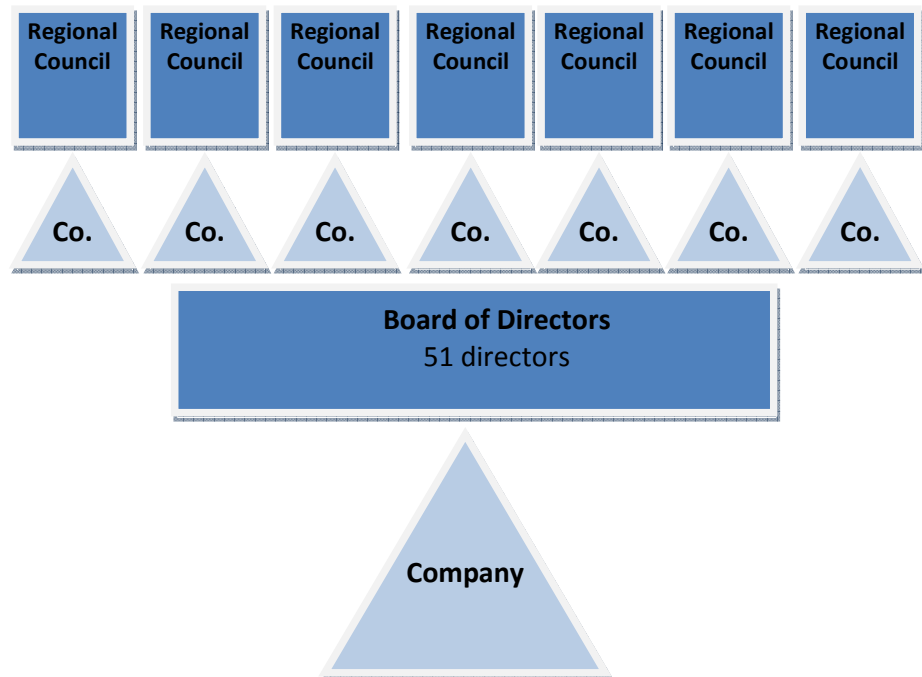 Regional
Council
Regional
Council
Regional
Council
Regional
Council
Regional
Council
Regional
Council
Regional
Council
Co.
Co.
Co.
Co.
Co.
Co.
Co.
Board of Directors
51 directors
Company